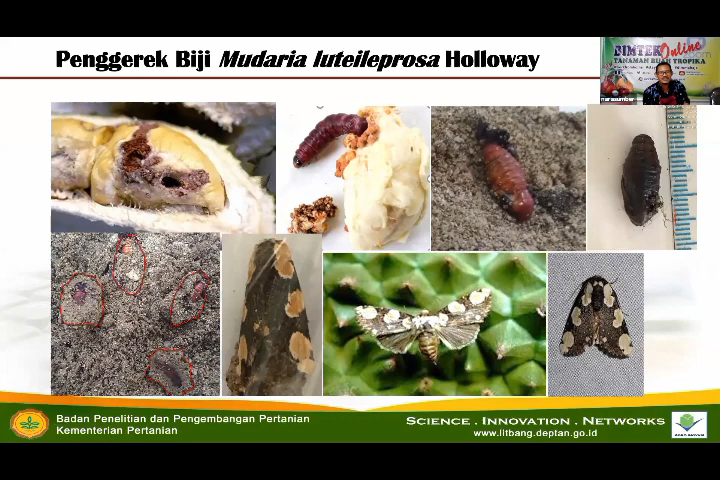 Penggerek Biji Mudaria luteileprosa Holloway
BIMTEK Online
TANAMAN BUAH TROPIKA
narasumber
Badan Penelitian dan Pengembangan Pertanian
Kementerian Pertanian
SCIENCE . INNOVATION . NETWORKS
www.litbang.deptan.go.id